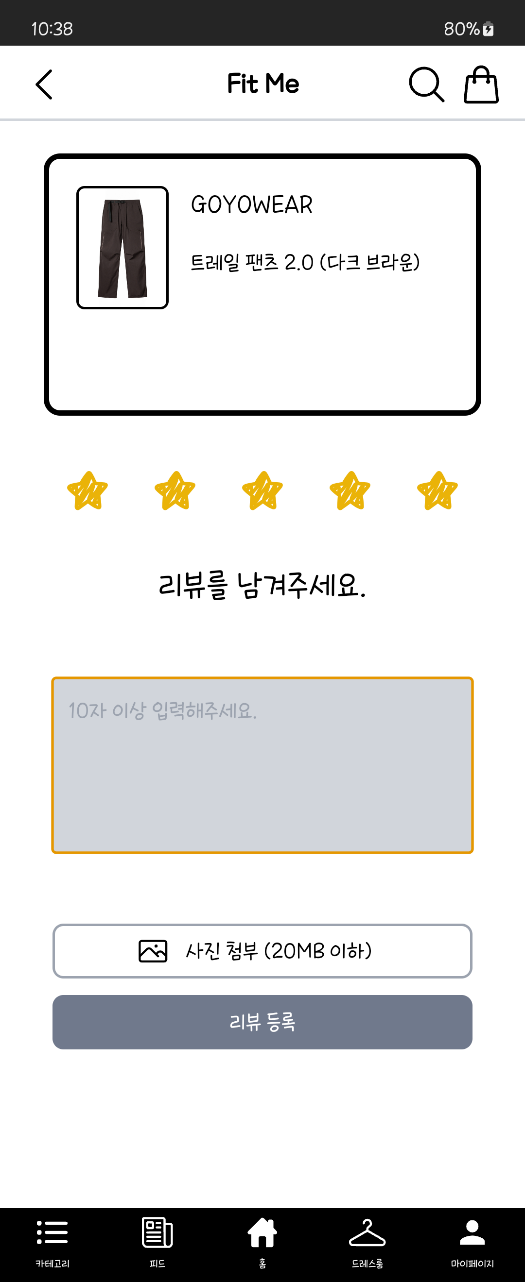 10:38
80%
Fit Me
GOYOWEAR
트레일 팬츠 2.0 (다크 브라운)
리뷰를 남겨주세요.
10자 이상 입력해주세요.
사진 첨부 (20MB 이하)
리뷰 등록
카테고리
피드
홈
드레스룸
마이페이지